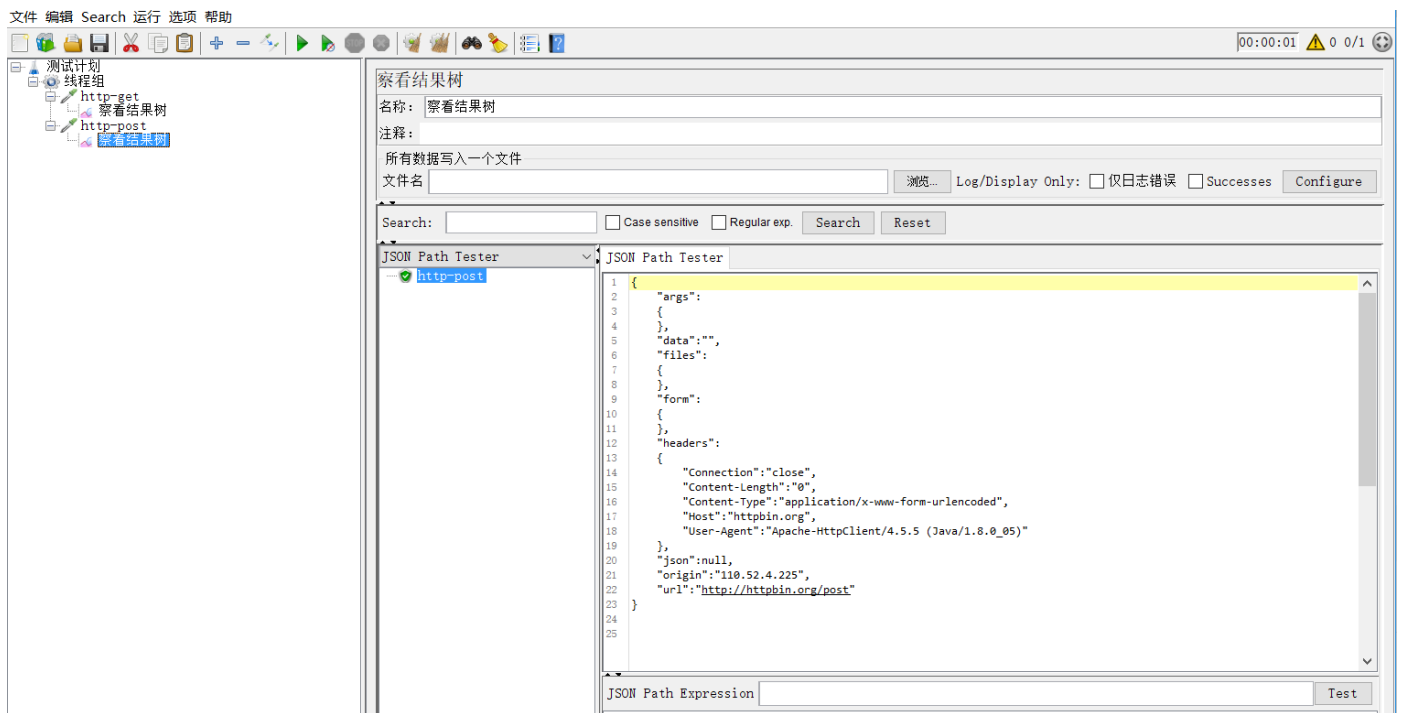 文件 编辑 Search 运行 选项 帮助
00:00:01 0 0/1
测试计划
线程组
http-get
察看结果树
http-post
察看结果树
察看结果树
名称: 察看结果树
注释:
所有数据写入一个文件
文件名 浏览... Log/Display Only: 仅日志错误 Successes Configure
Search: Case sensitive Regular exp. Search Reset
JSON Path Tester
http-post
JSON Path Tester
1 {
2 "args":
3 {
4 },
5 "data":"",
6 "files":
7 {
8 },
9 "form":
10 {
11 },
12 "headers":
13 {
14 "Connection":"close",
15 "Content-Length":"0",
16 "Content-Type":"application/x-www-form-urlencoded",
17 "Host":"httpbin.org",
18 "User-Agent":"Apache-HttpClient/4.5.5 (Java/1.8.0_05)"
19 },
20 "json":null,
21 "origin":"110.52.4.225",
22 "url":"http://httpbin.org/post"
23 }
24
25
JSON Path Expression Test